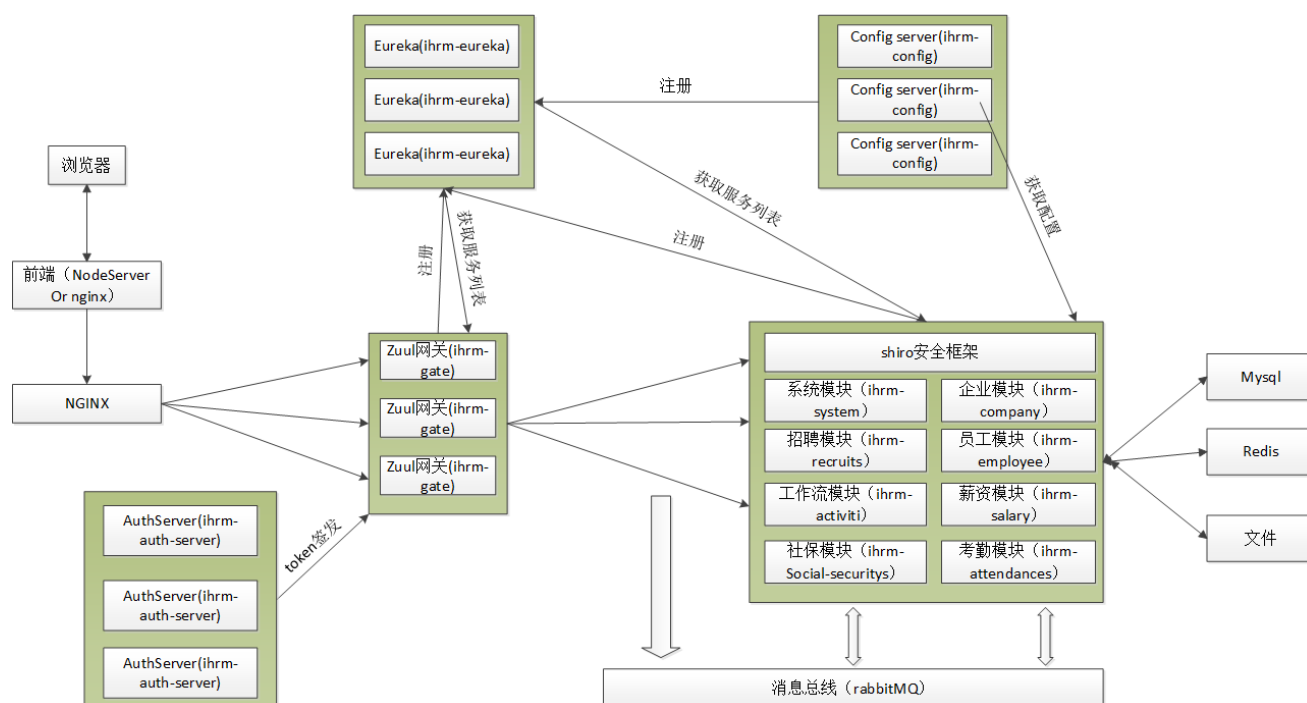 Eureka(ihrm-eureka)
Eureka(ihrm-eureka)
Eureka(ihrm-eureka)
Config server(ihrm-
config)
Config server(ihrm-
config)
Config server(ihrm-
config)
注册
浏览器
前端（NodeServer
Or nginx）
NGINX
注册
获取服务列表
获取服务列表
注册
获取配置
Zuul网关(ihrm-
gate)
Zuul网关(ihrm-
gate)
Zuul网关(ihrm-
gate)
AuthServer(ihrm-
auth-server)
AuthServer(ihrm-
auth-server)
AuthServer(ihrm-
auth-server)
token签发
shiro安全框架
系统模块（ihrm-
system）
企业模块（ihrm-
company）
招聘模块（ihrm-
recruits）
员工模块（ihrm-
employee）
工作流模块（ihrm-
activiti）
薪资模块（ihrm-
salary）
社保模块（ihrm-
Social-securitys）
考勤模块（ihrm-
attendances）
Mysql
Redis
文件
消息总线（rabbitMQ）